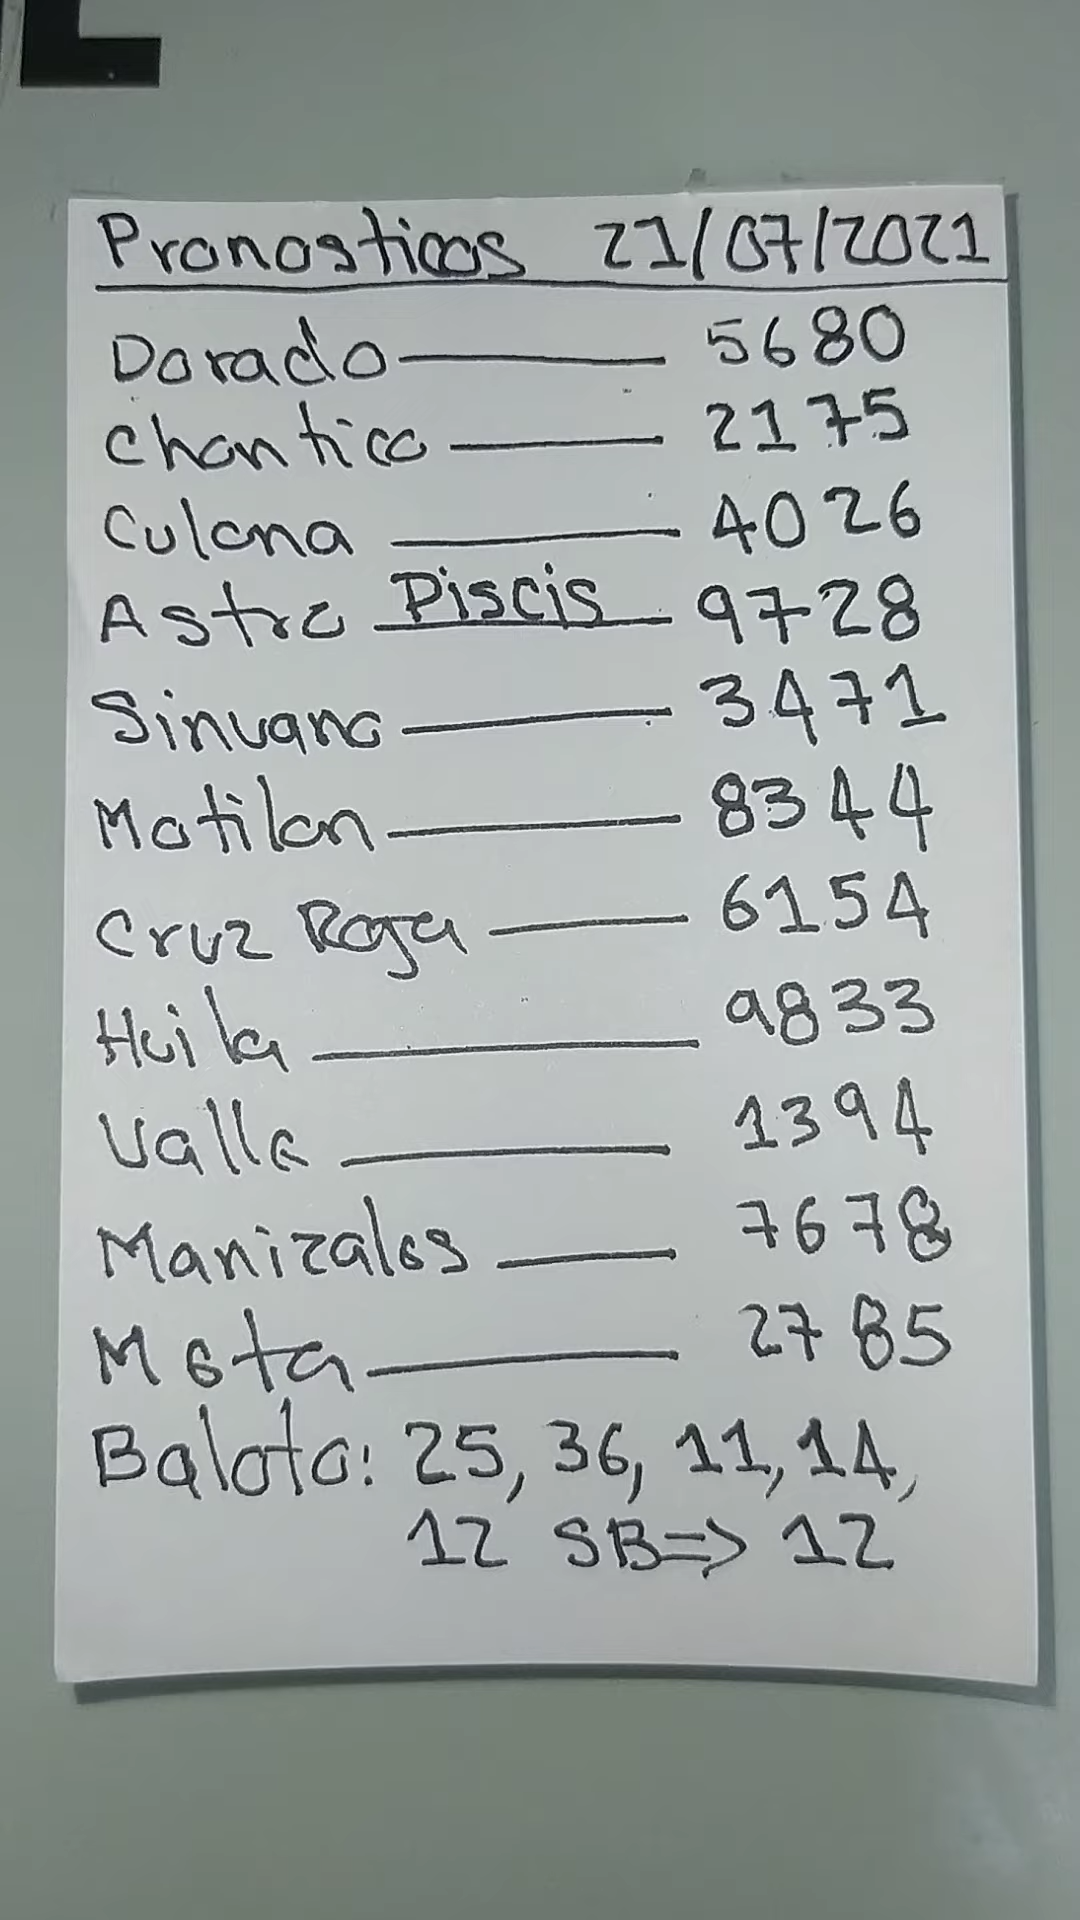 Pronosticos 21/07/2021
Dorado 5680
Chontico 2175
Culona 4026
Astro Piscis 9728
Sinuano 3471
Motilon 8344
Cruz Roja 6154
Huila 9833
Valle 1394
Manizales 7678
Meta 2785
Baloto: 25, 36, 11, 14,
12 SB=> 12